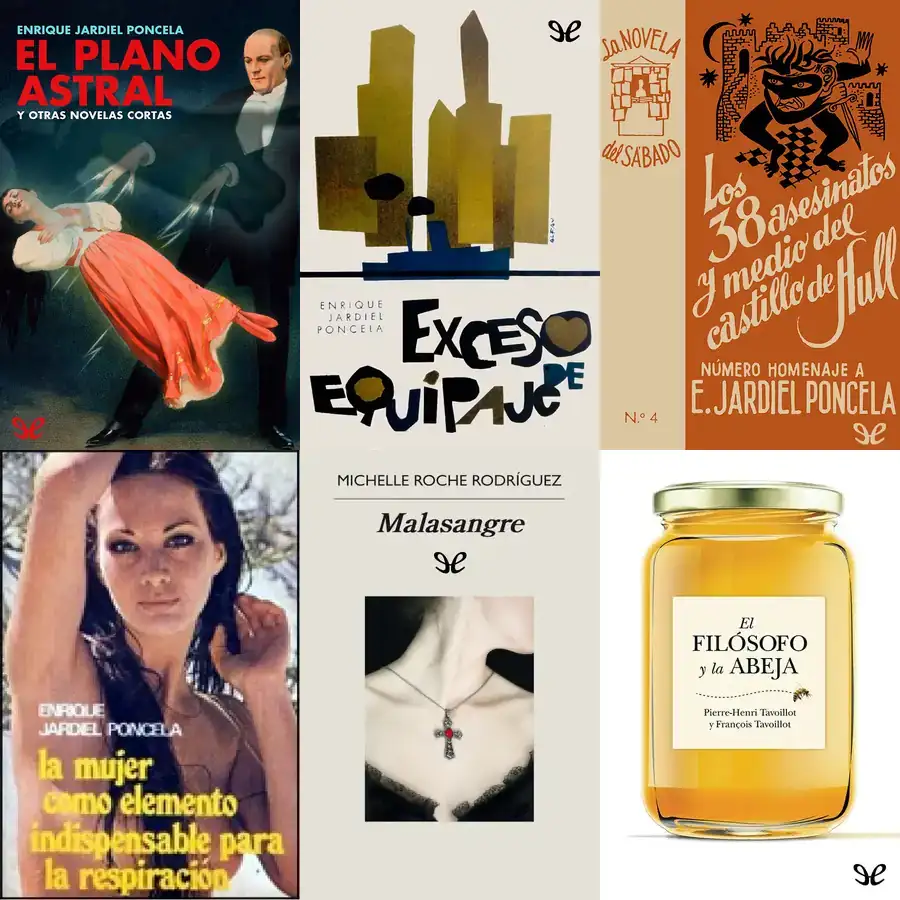 ENRIQUE JARDIEL PONCELA
EL PLANO
ASTRAL
Y OTRAS NOVELAS CORTAS
ENRIQUE
JARDIEL
PONCELA
EXCESO
DE
EQUIPAJE
La NOVELA
del SÁBADO
Los
38 asesinatos
y medio del
castillo de Hull
NÚMERO HOMENAJE A
E. JARDIEL PONCELA
N.º 4
ENRIQUE
JARDIEL PONCELA
la mujer
como elemento
indispensable para
la respiración
MICHELLE ROCHE RODRÍGUEZ
Malasangre
El
FILÓSOFO
y la ABEJA
Pierre-Henri Tavoillot
y François Tavoillot